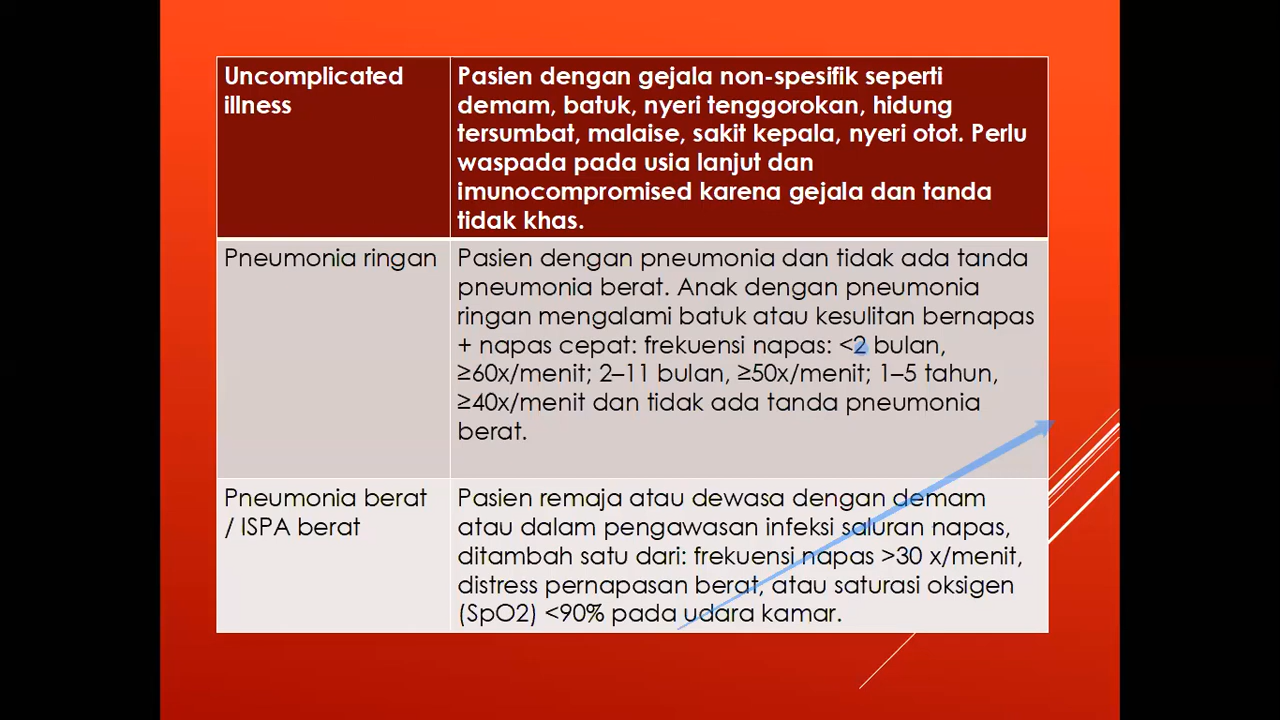 Uncomplicated
illness
Pasien dengan gejala non-spesifik seperti
demam, batuk, nyeri tenggorokan, hidung
tersumbat, malaise, sakit kepala, nyeri otot. Perlu
waspada pada usia lanjut dan
imunocompromised karena gejala dan tanda
tidak khas.
Pneumonia ringan
Pasien dengan pneumonia dan tidak ada tanda
pneumonia berat. Anak dengan pneumonia
ringan mengalami batuk atau kesulitan bernapas
+ napas cepat: frekuensi napas: <2 bulan,
≥60x/menit; 2–11 bulan, ≥50x/menit; 1–5 tahun,
≥40x/menit dan tidak ada tanda pneumonia
berat.
Pneumonia berat
/ ISPA berat
Pasien remaja atau dewasa dengan demam
atau dalam pengawasan infeksi saluran napas,
ditambah satu dari: frekuensi napas >30 x/menit,
distress pernapasan berat, atau saturasi oksigen
(SpO2) <90% pada udara kamar.